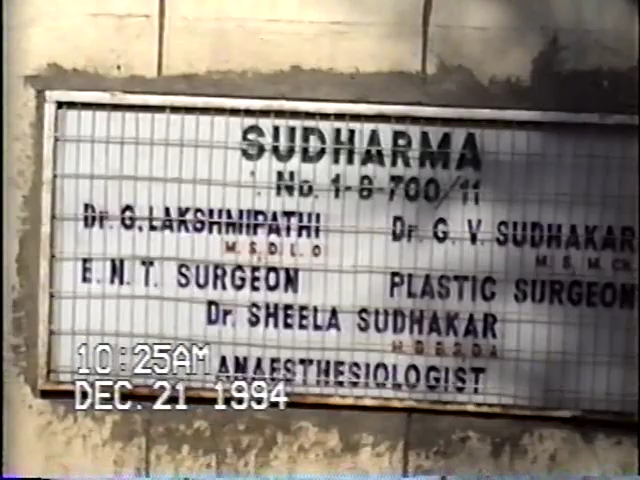 SUDHARMA
No. 1-8-700/11
Dr. G. LAKSHMIPATHI
M.S, D.L.O
E.N.T. SURGEON
Dr. G. V. SUDHAKAR
M.S, M.CH
PLASTIC SURGEON
Dr. SHEELA SUDHAKAR
ANAESTHESIOLOGIST
10:25AM
DEC. 21 1994